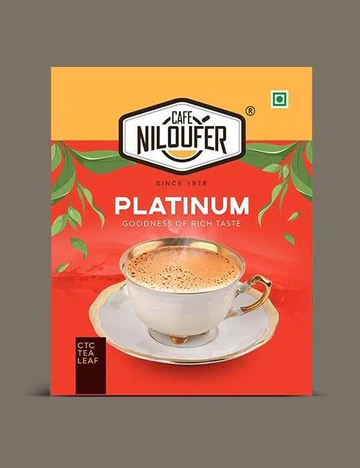 CAFE
NILOUFER
®
SINCE 1978
PLATINUM
GOODNESS OF RICH TASTE
CTC
TEA
LEAF